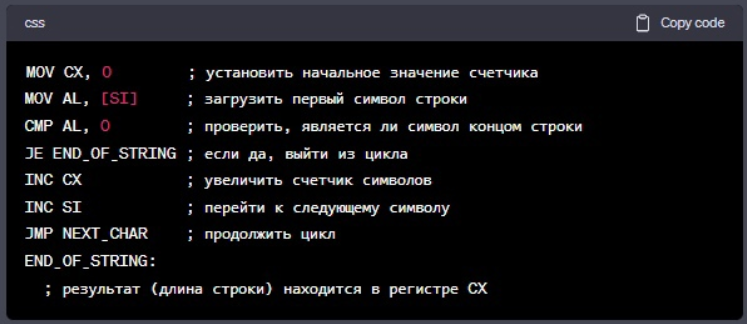 css Copy code
MOV CX, 0 ; установить начальное значение счетчика
MOV AL, [SI] ; загрузить первый символ строки
CMP AL, 0 ; проверить, является ли символ концом строки
JE END_OF_STRING ; если да, выйти из цикла
INC CX ; увеличить счетчик символов
INC SI ; перейти к следующему символу
JMP NEXT_CHAR ; продолжить цикл
END_OF_STRING:
; результат (длина строки) находится в регистре CX